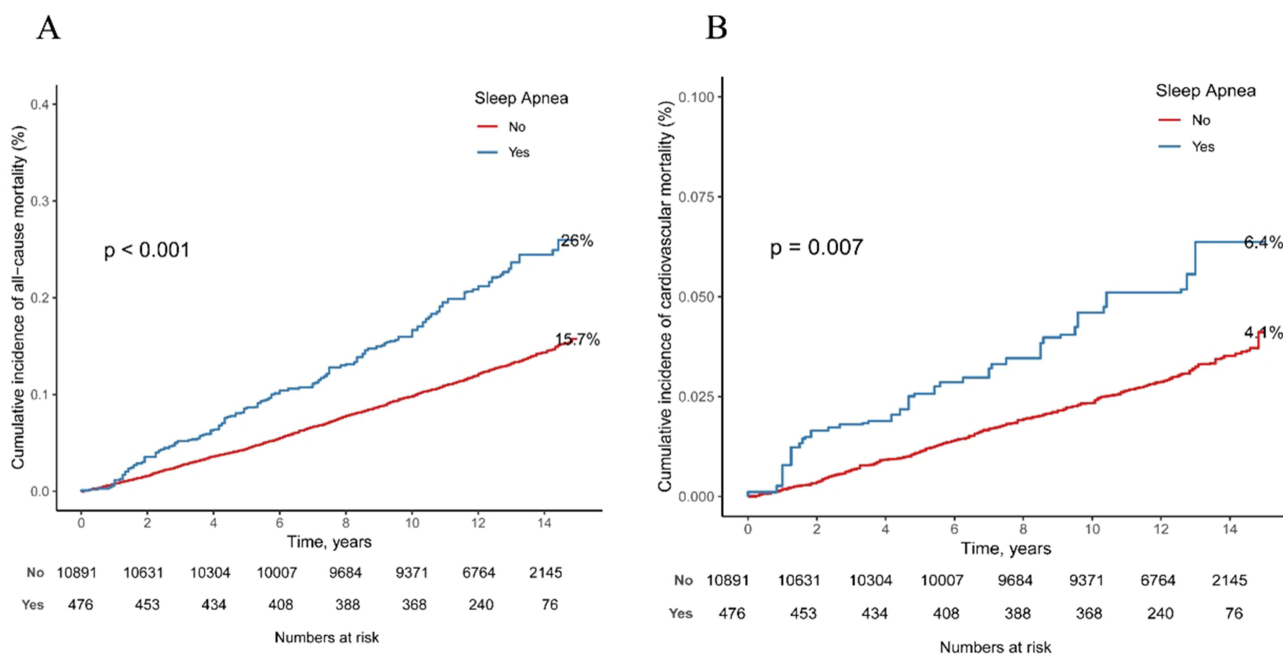 A
Cumulative incidence of all−cause mortality (%)
0.4
0.3
0.2
0.1
0.0
Sleep Apnea
No
Yes
p < 0.001
26%
15.7%
0 2 4 6 8 10 12 14
Time, years
No 10891 10631 10304 10007 9684 9371 6764 2145
Yes 476 453 434 408 388 368 240 76
Numbers at risk
B
Cumulative incidence of cardiovascular mortality (%)
0.100
0.075
0.050
0.025
0.000
Sleep Apnea
No
Yes
p = 0.007
6.4%
4.1%
0 2 4 6 8 10 12 14
Time, years
No 10891 10631 10304 10007 9684 9371 6764 2145
Yes 476 453 434 408 388 368 240 76
Numbers at risk